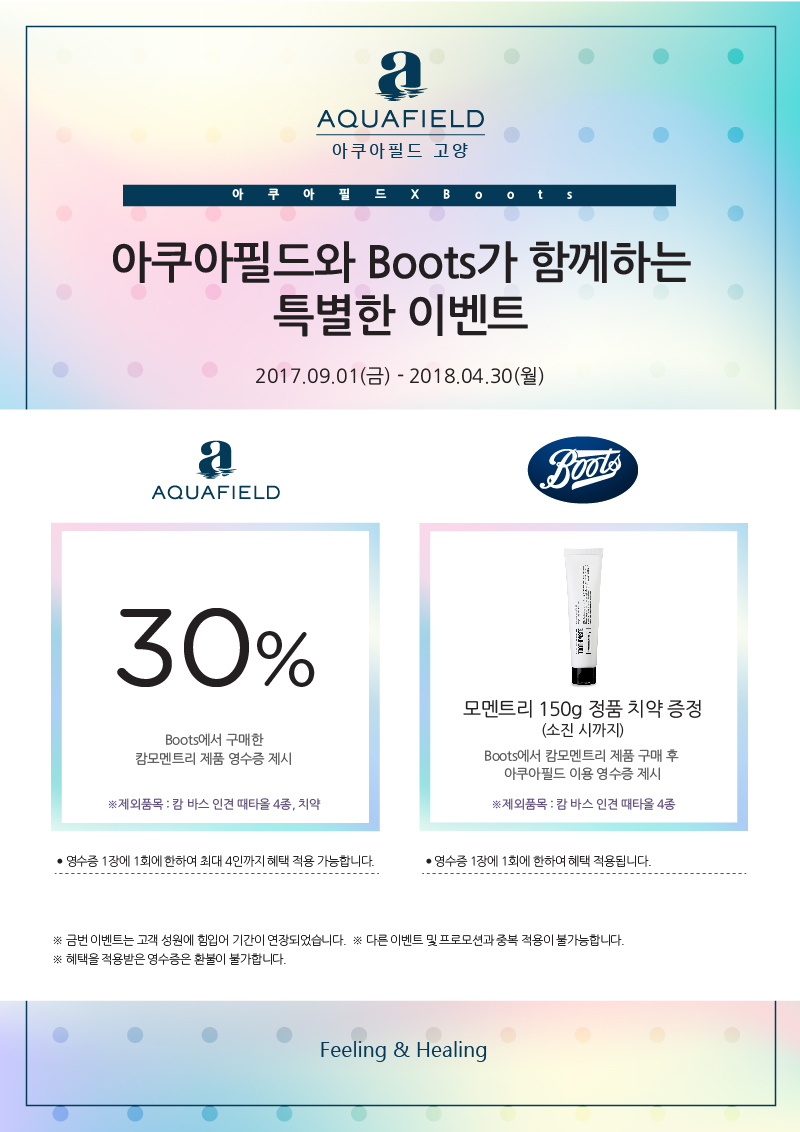 a
AQUAFIELD
아쿠아필드 고양
아쿠아필드XBoots
아쿠아필드와 Boots가 함께하는
특별한 이벤트
2017.09.01(금) - 2018.04.30(월)
a
AQUAFIELD
30%
Boots에서 구매한
캄모멘트리 제품 영수증 제시
※제외품목 : 캄 바스 인견 때타올 4종, 치약
• 영수증 1장에 1회에 한하여 최대 4인까지 혜택 적용 가능합니다.
Boots
모멘트리 150g 정품 치약 증정
(소진 시까지)
Boots에서 캄모멘트리 제품 구매 후
아쿠아필드 이용 영수증 제시
※제외품목 : 캄 바스 인견 때타올 4종
• 영수증 1장에 1회에 한하여 혜택 적용됩니다.
※ 금번 이벤트는 고객 성원에 힘입어 기간이 연장되었습니다. ※ 다른 이벤트 및 프로모션과 중복 적용이 불가능합니다.
※ 혜택을 적용받은 영수증은 환불이 불가합니다.
Feeling & Healing